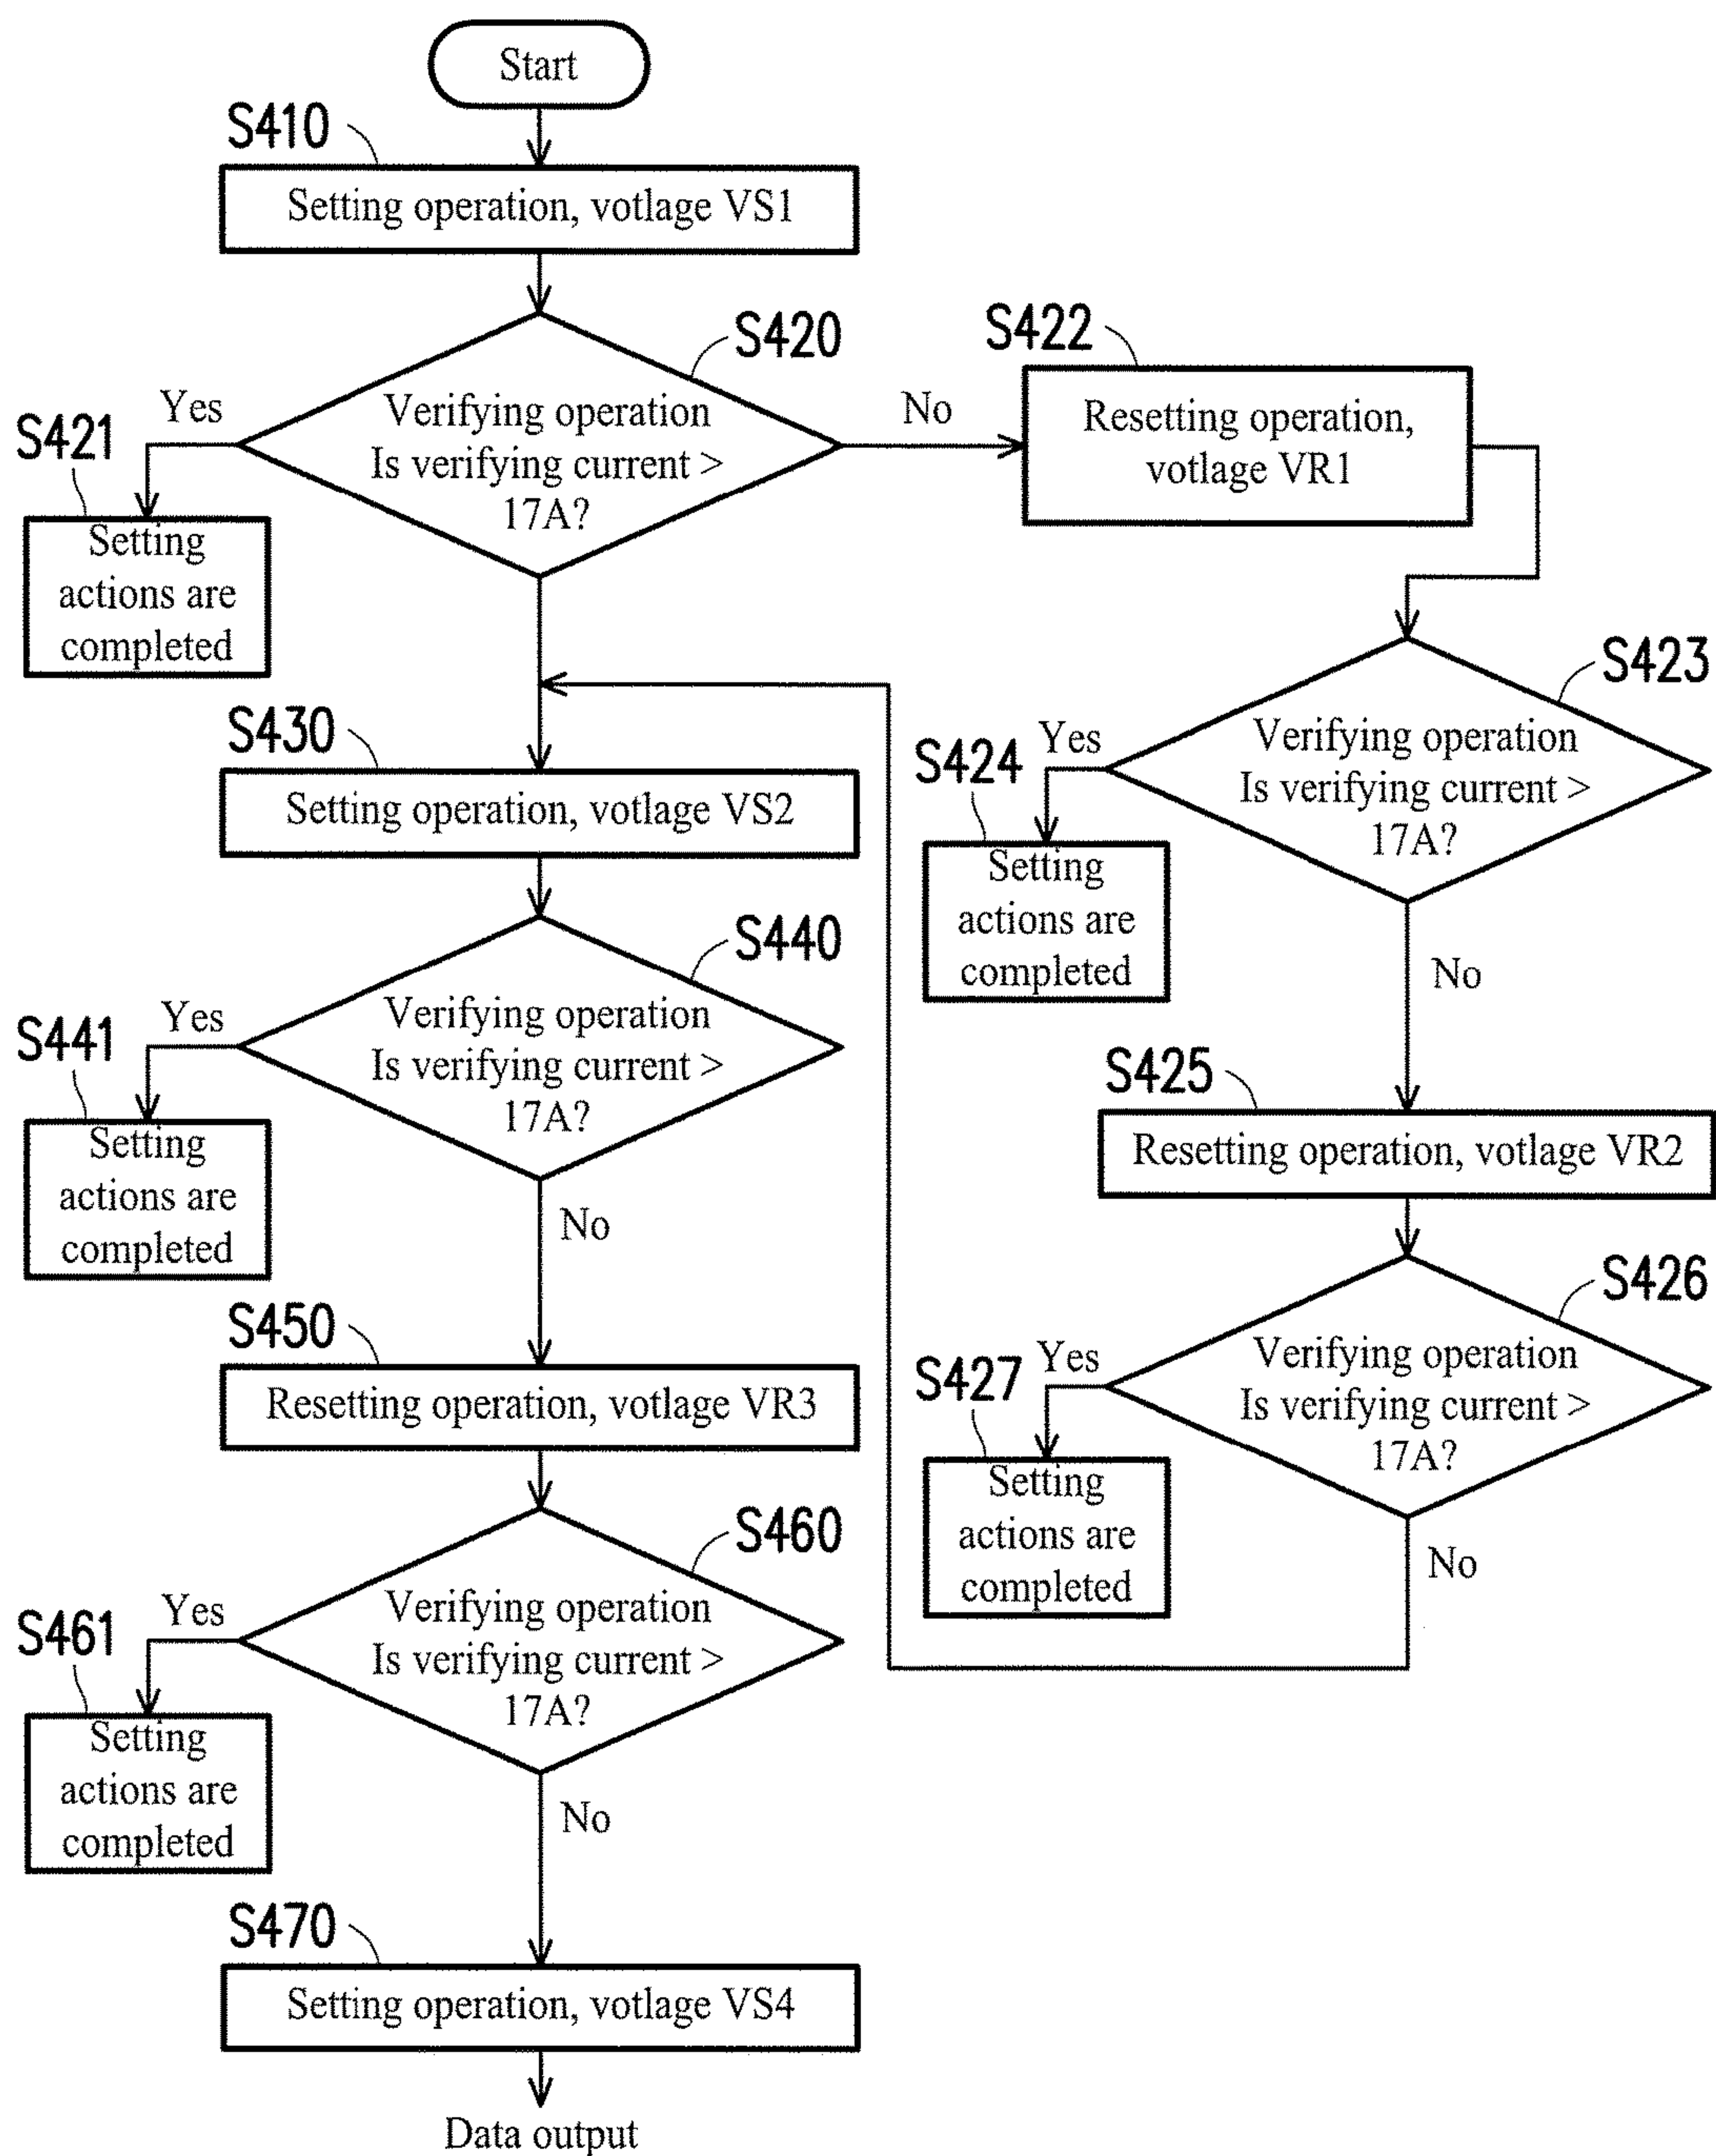 Start
S410
Setting operation, votlage VS1
S420
Verifying operation
Is verifying current >
17A?
Yes
S421
Setting
actions are
completed
No
S422
Resetting operation,
votlage VR1
S423
Verifying operation
Is verifying current >
17A?
Yes
S424
Setting
actions are
completed
No
S425
Resetting operation, votlage VR2
S426
Verifying operation
Is verifying current >
17A?
Yes
S427
Setting
actions are
completed
No
S430
Setting operation, votlage VS2
S440
Verifying operation
Is verifying current >
17A?
Yes
S441
Setting
actions are
completed
No
S450
Resetting operation, votlage VR3
S460
Verifying operation
Is verifying current >
17A?
Yes
S461
Setting
actions are
completed
No
S470
Setting operation, votlage VS4
Data output